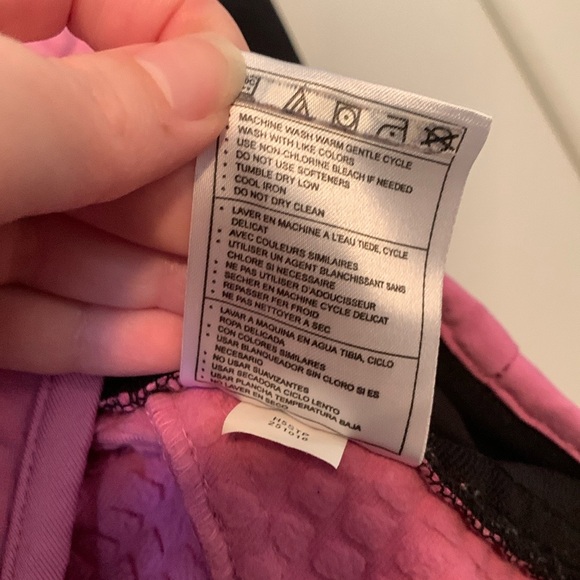 MACHINE WASH WARM GENTLE CYCLE
WASH WITH LIKE COLORS
USE NON-CHLORINE BLEACH IF NEEDED
DO NOT USE SOFTENERS
TUMBLE DRY LOW
COOL IRON
DO NOT DRY CLEAN
LAVER EN MACHINE A L'EAU TIEDE, CYCLE
DELICAT
AVEC COULEURS SIMILAIRES
UTILISER UN AGENT BLANCHISSANT SANS
CHLORE SI NECESSAIRE
NE PAS UTILISER D'ADOUCISSEUR
SECHER EN MACHINE CYCLE DELICAT
REPASSER FER FROID
NE PAS NETTOYER A SEC
LAVAR A MAQUINA EN AGUA TIBIA, CICLO
ROPA DELICADA
CON COLORES SIMILARES
USAR BLANQUEADOR SIN CLORO SI ES
NECESARIO
NO USAR SUAVIZANTES
USAR SECADORA CICLO LENTO
USAR PLANCHA TEMPERATURA BAJA
NO LAVER EN SECO